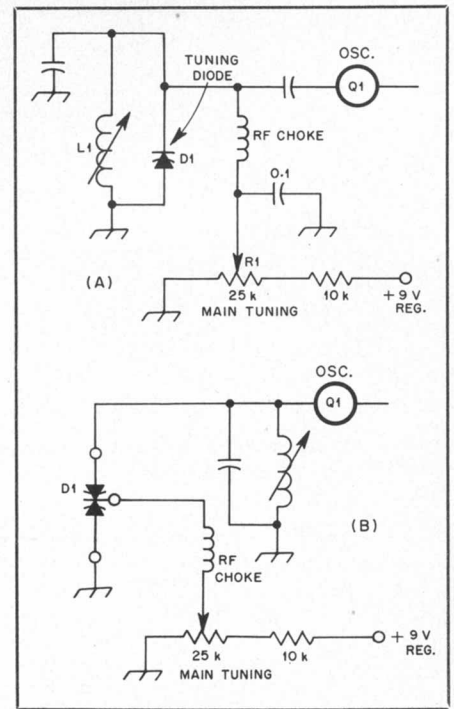 OSC.
TUNING
DIODE
Q1
L1
D1
RF CHOKE
0.1
R1
(A)
25 k
10 k
+ 9 V
REG.
MAIN TUNING
OSC.
Q1
D1
(B)
RF
CHOKE
25 k
10 k
+ 9 V
REG.
MAIN TUNING